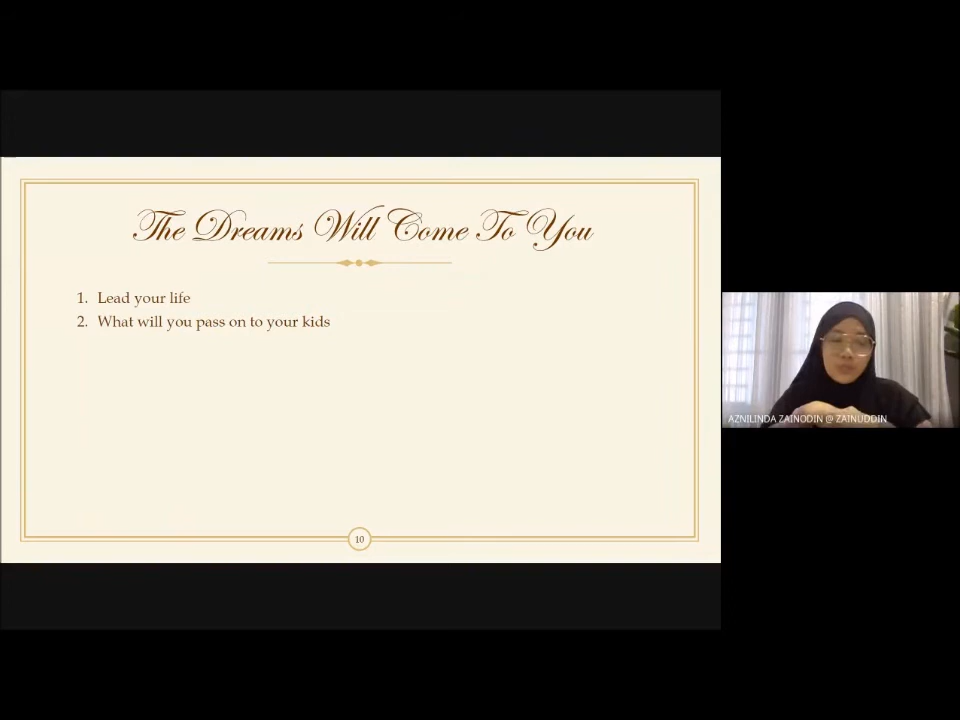 The Dreams Will Come To You
1. Lead your life
2. What will you pass on to your kids
10
AZNILINDA ZAINODIN @ ZAINUDDIN